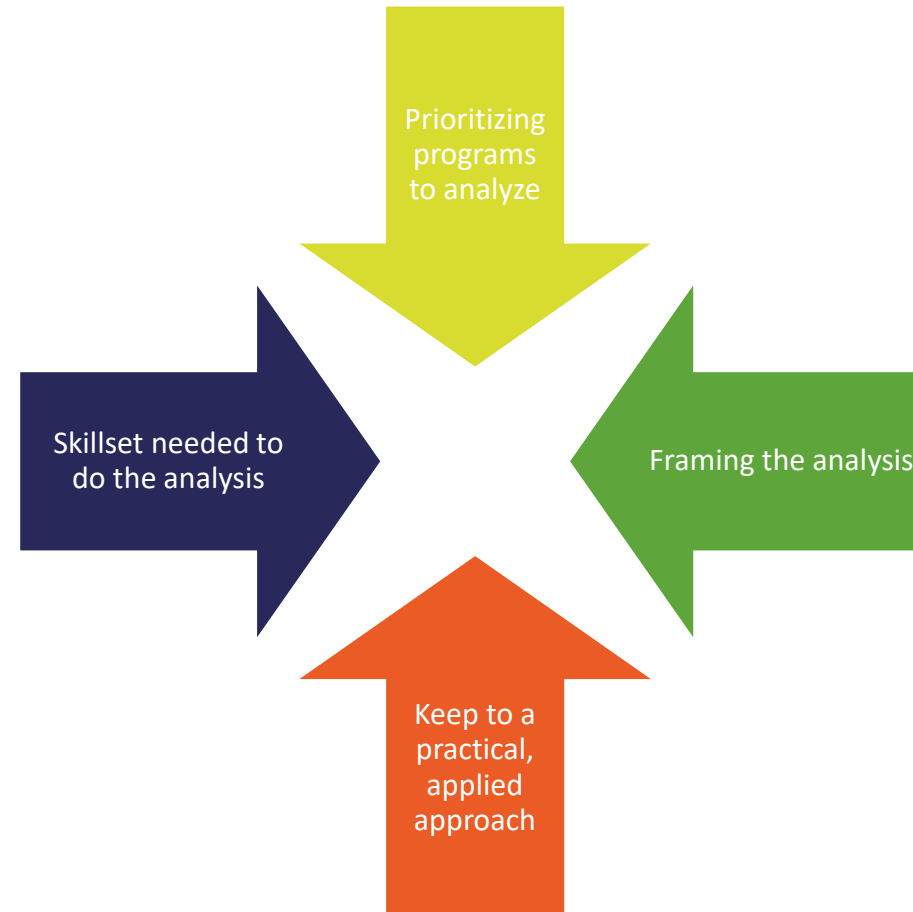 Prioritizing
programs
to analyze
Skillset needed to
do the analysis
Framing the analysis
Keep to a
practical,
applied
approach